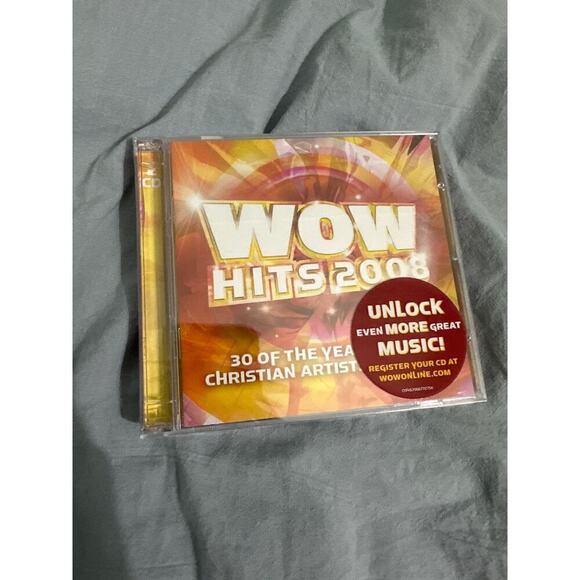 WOW
HITS 2008
30 OF THE YEA
CHRISTIAN ARTIST
UNLOCK
EVEN MORE GREAT
MUSIC!
REGISTER YOUR CD AT
WOWONLINE.COM
CD